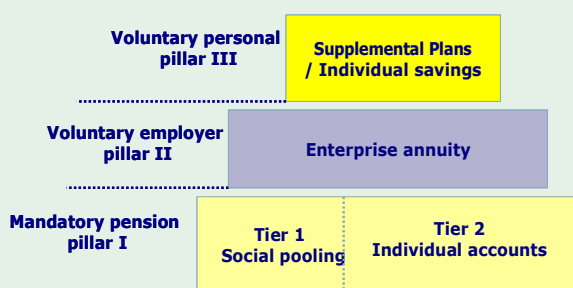 Voluntary personal
pillar III
Supplemental Plans
/ Individual savings
Voluntary employer
pillar II
Enterprise annuity
Mandatory pension
pillar I
Tier 1
Social pooling
Tier 2
Individual accounts